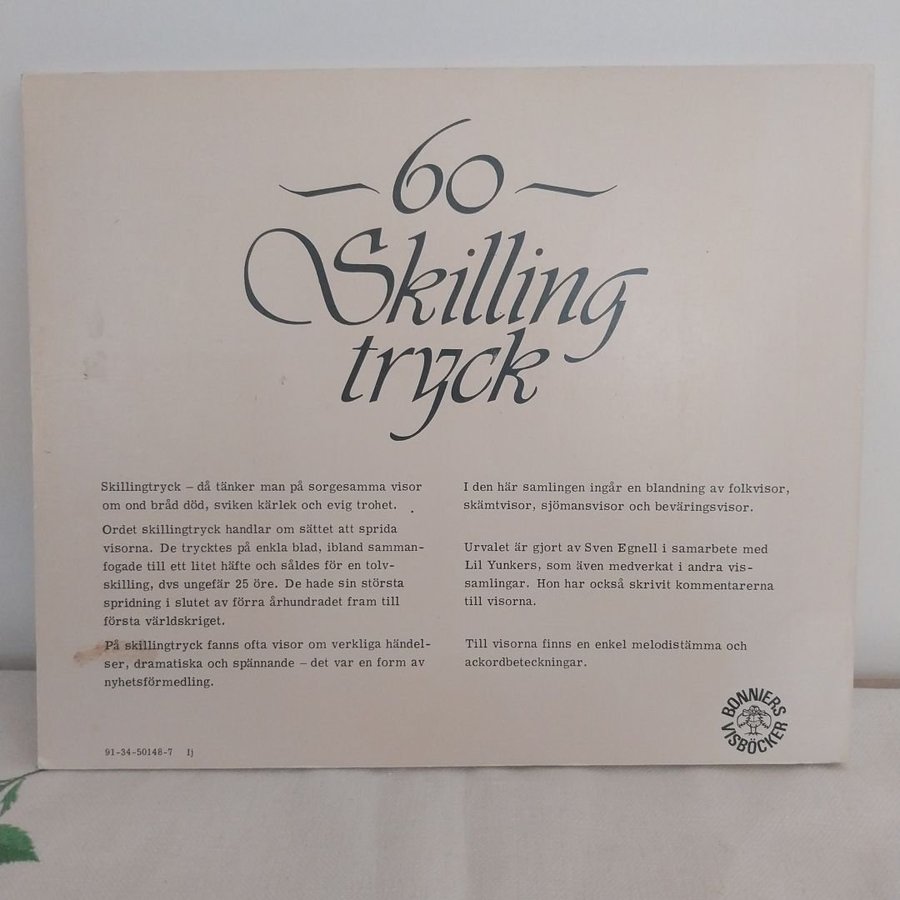 60
Skilling
tryck
Skillingtryck – då tänker man på sorgesamma visor
om ond bråd död, sviken kärlek och evig trohet.
Ordet skillingtryck handlar om sättet att sprida
visorna. De trycktes på enkla blad, ibland samman-
fogade till ett litet häfte och såldes för en tolv-
skilling, dvs ungefär 25 öre. De hade sin största
spridning i slutet av förra århundradet fram till
första världskriget.
På skillingtryck fanns ofta visor om verkliga händel-
ser, dramatiska och spännande – det var en form av
nyhetsförmedling.
I den här samlingen ingår en blandning av folkvisor,
skämtvisor, sjömansvisor och beväringsvisor.
Urvalet är gjort av Sven Egnell i samarbete med
Lil Yunkers, som även medverkat i andra vis-
samlingar. Hon har också skrivit kommentarerna
till visorna.
Till visorna finns en enkel melodistämma och
ackordbeteckningar.
91-34-50148-7 Ij
BONNIERS
VISBÖCKER